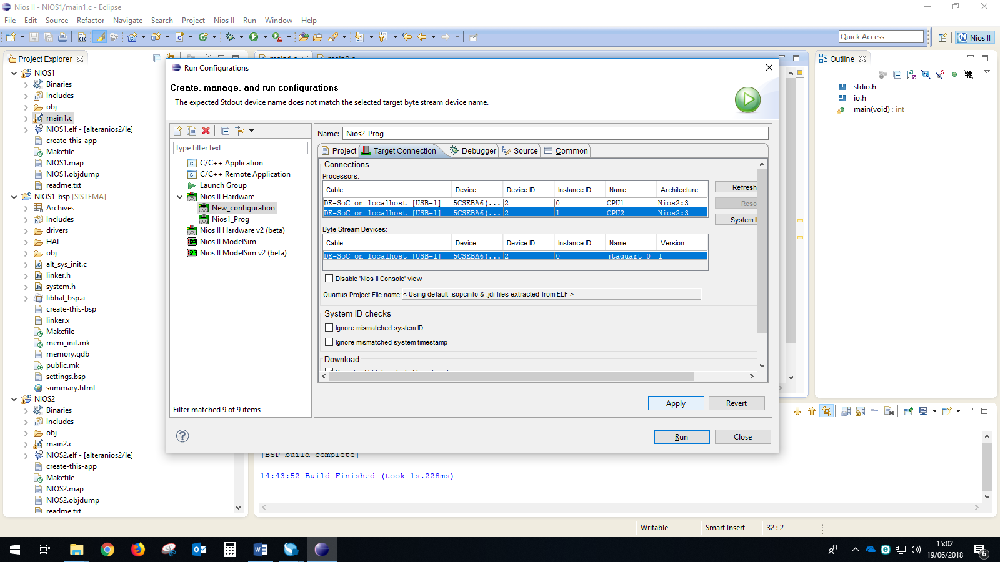 Nios II - NIOS1/main1.c - Eclipse
File Edit Source Refactor Navigate Search Project Nios II Run Window Help
Quick Access
Nios II
Project Explorer
NIOS1
Binaries
Includes
obj
main1.c
NIOS1.elf - [alteranios2/le]
create-this-app
Makefile
NIOS1.map
NIOS1.objdump
readme.txt
NIOS1_bsp [SISTEMA]
Archives
Includes
drivers
HAL
obj
alt_sys_init.c
linker.h
system.h
libhal_bsp.a
create-this-bsp
linker.x
Makefile
mem_init.mk
memory.gdb
public.mk
settings.bsp
summary.html
NIOS2
Binaries
Includes
obj
main2.c
NIOS2.elf - [alteranios2/le]
create-this-app
Makefile
NIOS2.map
NIOS2.objdump
readme.txt
Run Configurations
Create, manage, and run configurations
The expected Stdout device name does not match the selected target byte stream device name.
type filter text
C/C++ Application
C/C++ Remote Application
Launch Group
Nios II Hardware
New_configuration
Nios1_Prog
Nios II Hardware v2 (beta)
Nios II ModelSim
Nios II ModelSim v2 (beta)
Filter matched 9 of 9 items
Name: Nios2_Prog
Project Target Connection Debugger Source Common
Connections
Processors:
Cable Device Device ID Instance ID Name Architecture
DE-SoC on localhost [USB-1] 5CSEBA6(... 2 0 CPU1 Nios2:3
DE-SoC on localhost [USB-1] 5CSEBA6(... 2 1 CPU2 Nios2:3
Refresh
Reso
System I
Byte Stream Devices:
Cable Device Device ID Instance ID Name Version
DE-SoC on localhost [USB-1] 5CSEBA6(... 2 0 jtaguart_0 1
Disable 'Nios II Console' view
Quartus Project File name: < Using default .sopcinfo & .jdi files extracted from ELF >
System ID checks
Ignore mismatched system ID
Ignore mismatched system timestamp
Download
Apply Revert
Run Close
Outline
stdio.h
io.h
main(void) : int
[BSP build complete]
14:43:52 Build Finished (took 1s.228ms)
Writable Smart Insert 32 : 2
15:02
19/06/2018
6